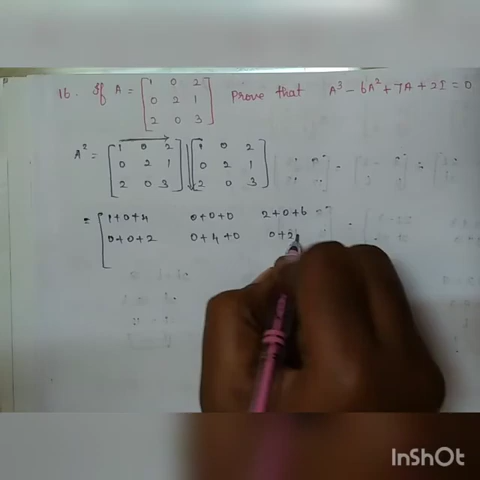 16. If A = [1 0 2
0 2 1
2 0 3] Prove that A³ - 6A² + 7A + 2I = 0
A² = [1 0 2
0 2 1
2 0 3] [1 0 2
0 2 1
2 0 3]
= [1+0+4 0+0+0 2+0+6
0+0+2 0+4+0 0+2
InShOt